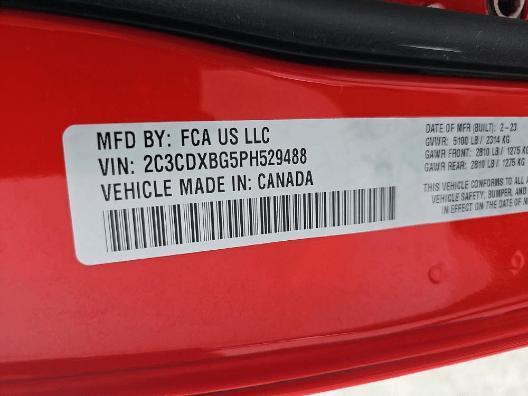 MFD BY: FCA US LLC
VIN: 2C3CDXBG5PH529488
VEHICLE MADE IN: CANADA
DATE OF MFR (BUILT): 2-23
GVWR: 5100 LB / 2314 KG
GAWR FRONT: 2810 LB / 1275 KG
GAWR REAR: 2810 LB / 1275 KG
THIS VEHICLE CONFORMS TO
VEHICLE SAFETY, BUMPER, AND
IN EFFECT ON THE DATE OF